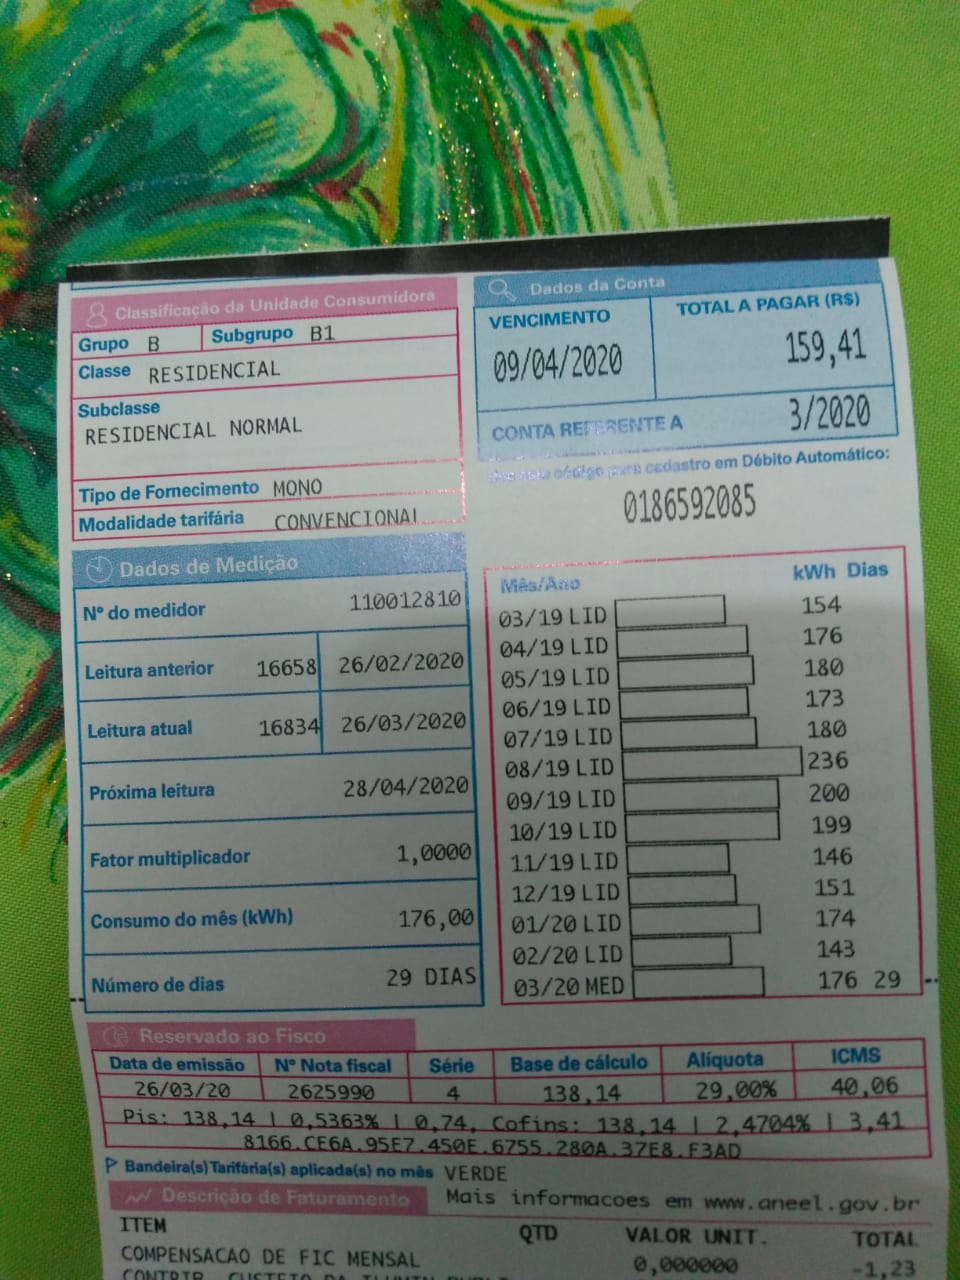 Classificação da Unidade Consumidora
Grupo B Subgrupo B1
Classe RESIDENCIAL
Subclasse
RESIDENCIAL NORMAL
Tipo de Fornecimento MONO
Modalidade tarifária CONVENCIONAL
Dados da Conta
VENCIMENTO TOTAL A PAGAR (R$)
09/04/2020 159,41
CONTA REFERENTE A 3/2020
código para cadastro em Débito Automático:
0186592085
Dados de Medição
Nº do medidor 110012810
Leitura anterior 16658 26/02/2020
Leitura atual 16834 26/03/2020
Próxima leitura 28/04/2020
Fator multiplicador 1,0000
Consumo do mês (kWh) 176,00
Número de dias 29 DIAS
Mês/Ano kWh Dias
03/19 LID 154
04/19 LID 176
05/19 LID 180
06/19 LID 173
07/19 LID 180
08/19 LID 236
09/19 LID 200
10/19 LID 199
11/19 LID 146
12/19 LID 151
01/20 LID 174
02/20 LID 143
03/20 MED 176 29
Reservado ao Fisco
Data de emissão Nº Nota fiscal Série Base de cálculo Alíquota ICMS
26/03/20 2625990 4 138,14 29,00% 40,06
Pis: 138,14 | 0,5363% | 0,74, Cofins: 138,14 | 2,4704% | 3,41
8166.CE6A.95E7.450E.6755.280A.37E8.F3AD
Bandeira(s) Tarifária(s) aplicada(s) no mês VERDE
Descrição de Faturamento Mais informacoes em www.aneel.gov.br
ITEM QTD VALOR UNIT. TOTAL
COMPENSACAO DE FIC MENSAL 0,000000 -1,23
CONTRIB. CUSTEIO DA ILUMIN